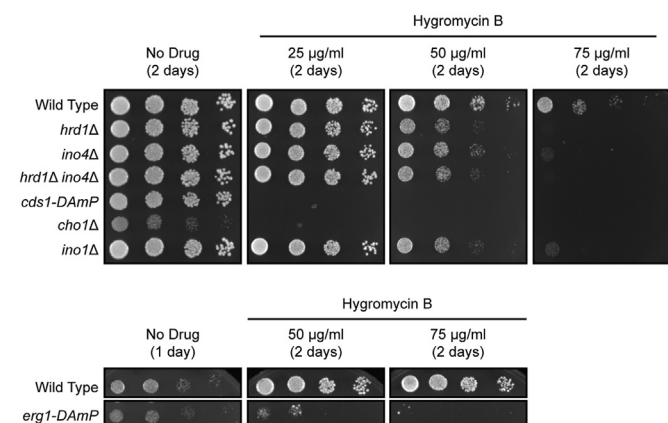 Hygromycin B
No Drug
(2 days)
25 µg/ml
(2 days)
50 µg/ml
(2 days)
75 µg/ml
(2 days)
Wild Type
hrd1Δ
ino4Δ
hrd1Δ ino4Δ
cds1-DAmP
cho1Δ
ino1Δ
Hygromycin B
No Drug
(1 day)
50 µg/ml
(2 days)
75 µg/ml
(2 days)
Wild Type
erg1-DAmP